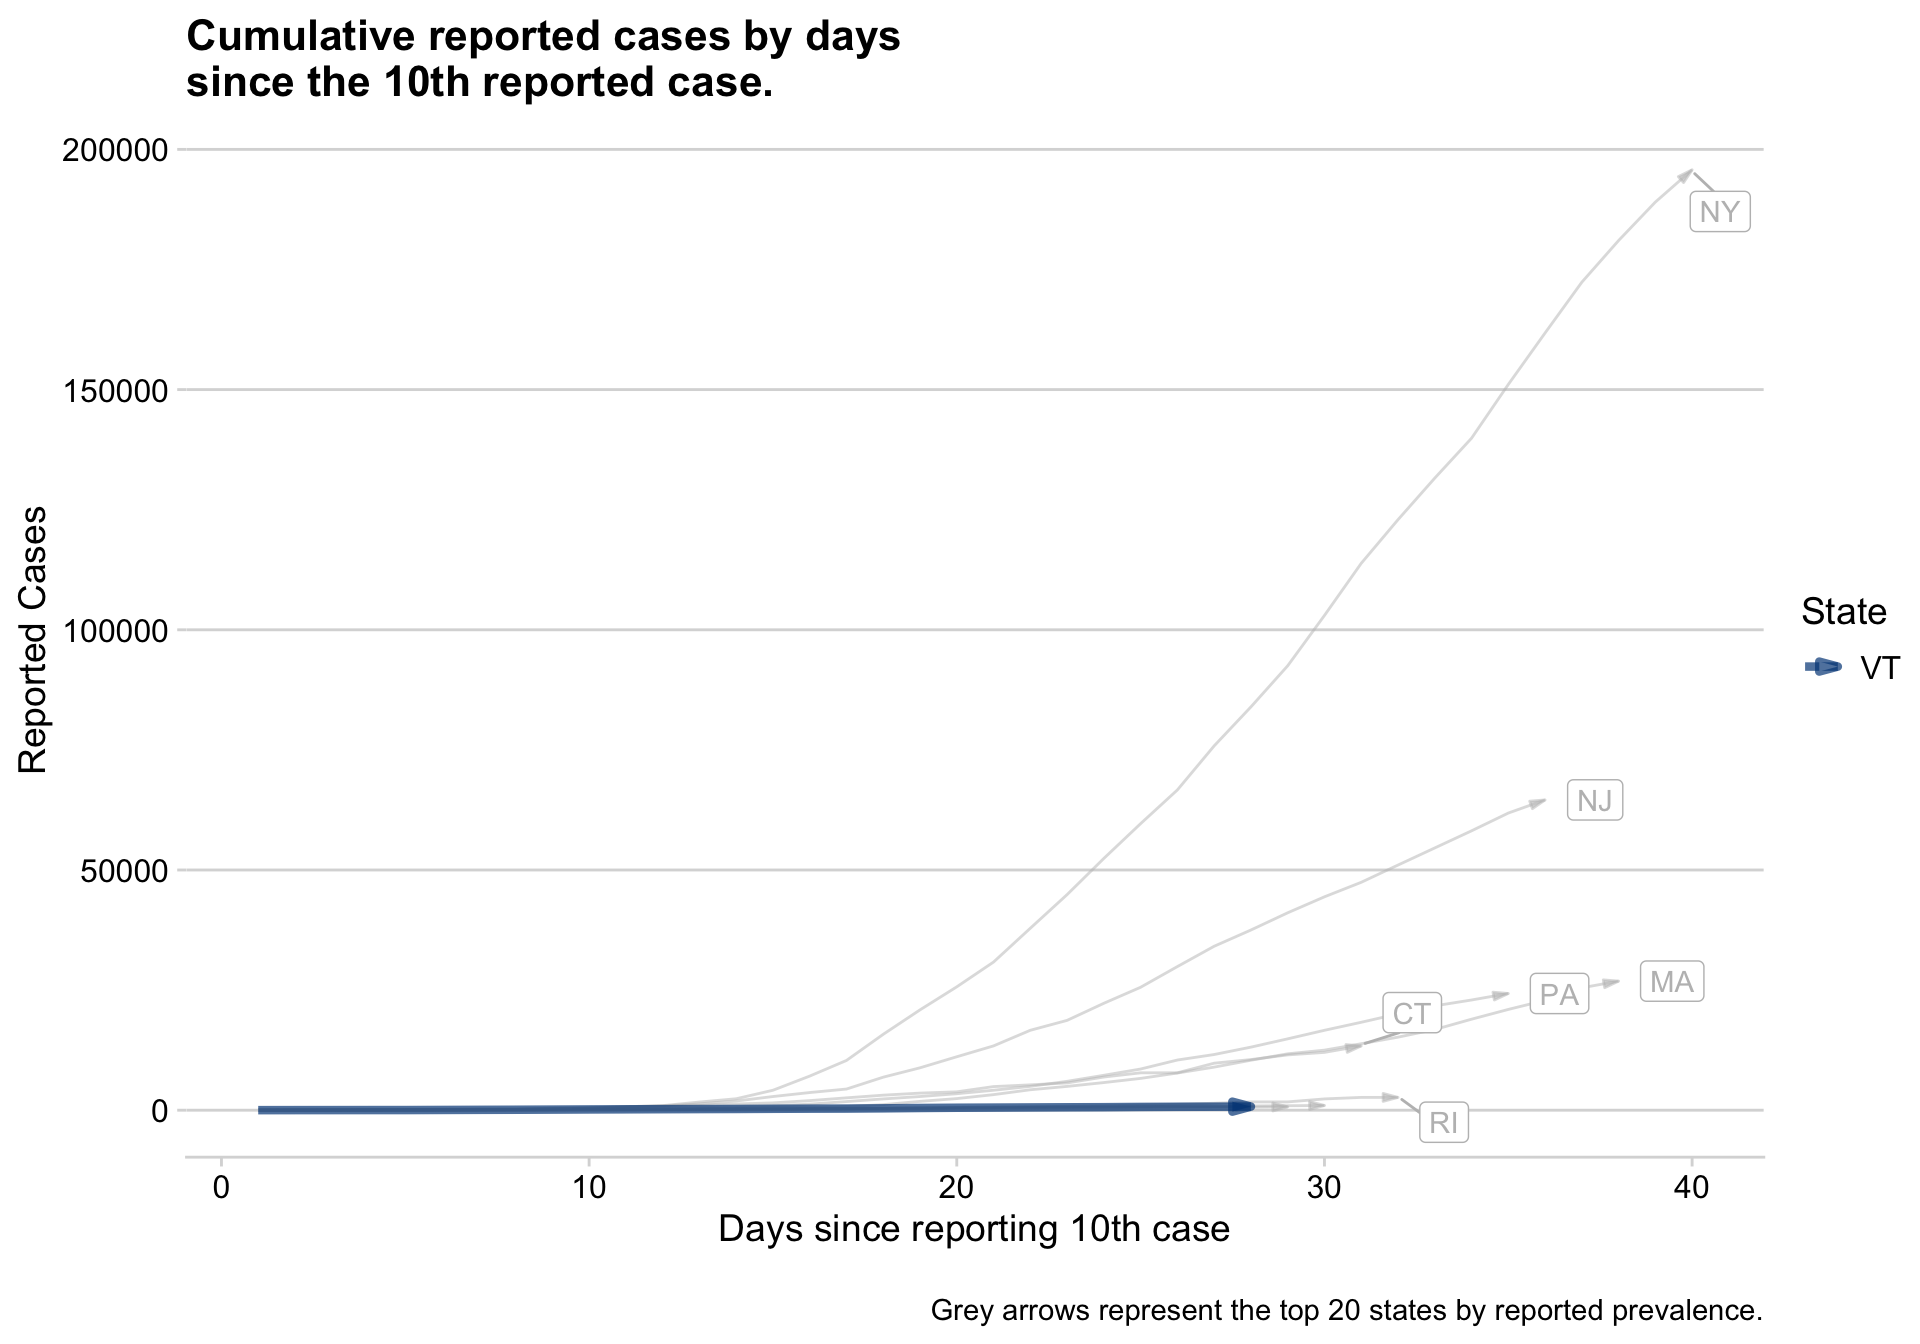 Cumulative reported cases by days
since the 10th reported case.
200000
NY
150000
Reported Cases
100000
State
VT
NJ
50000
MA
PA
CT
0
RI
0 10 20 30 40
Days since reporting 10th case
Grey arrows represent the top 20 states by reported prevalence.